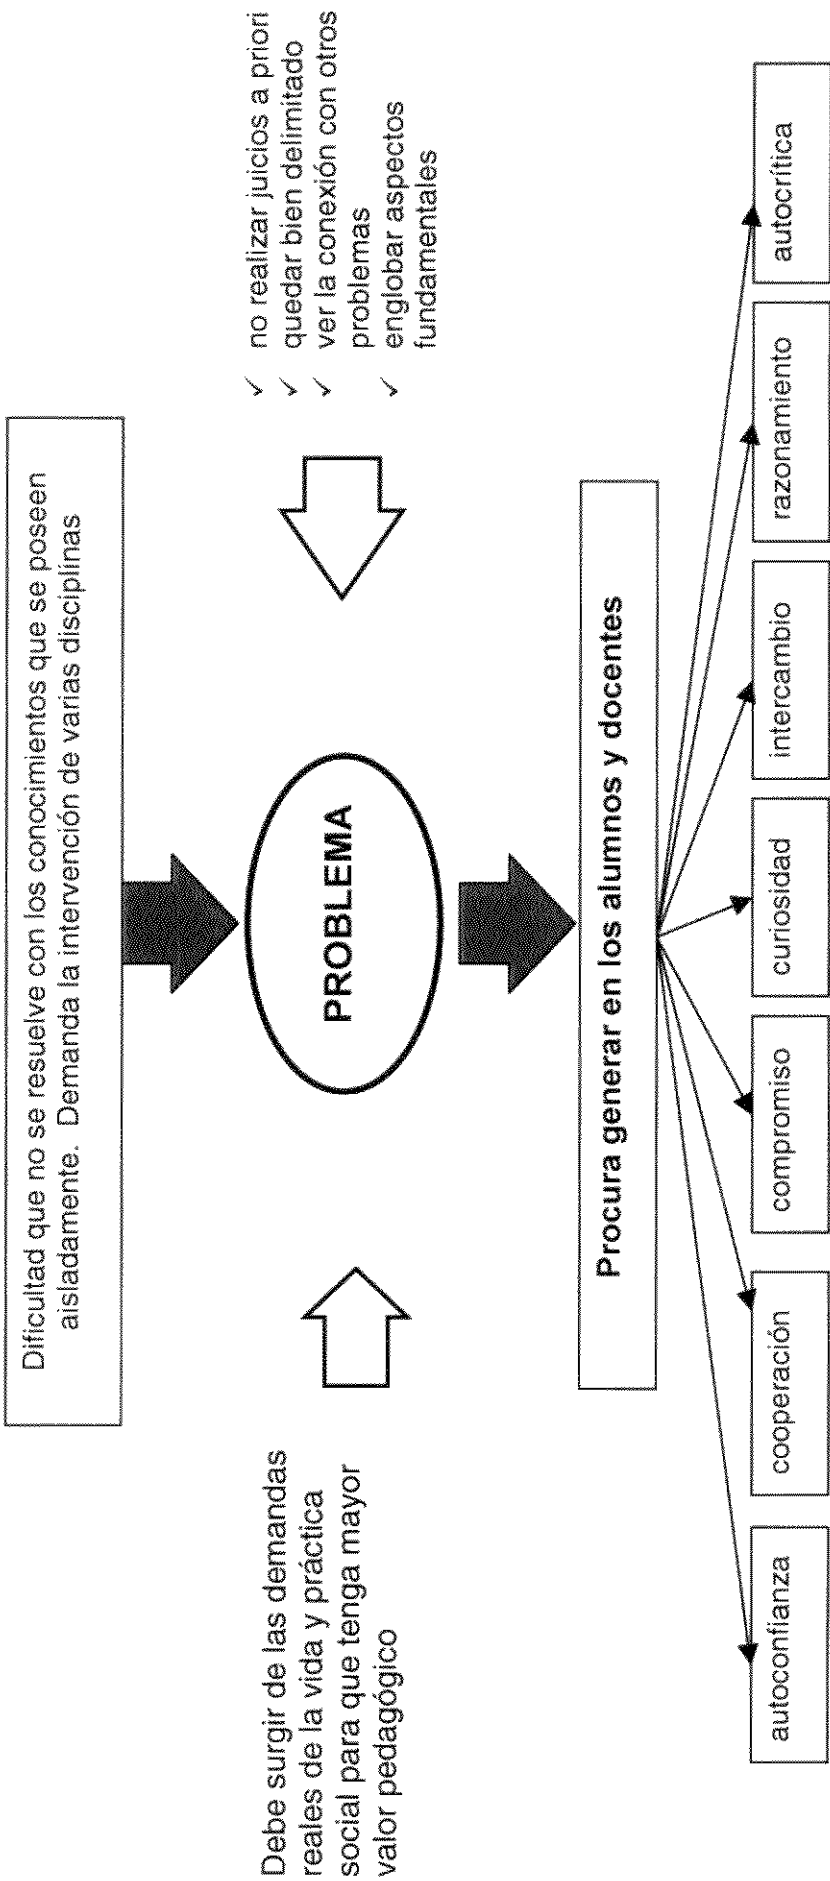 Dificultad que no se resuelve con los conocimientos que se poseen
aisladamente. Demanda la intervención de varias disciplinas
Debe surgir de las demandas
reales de la vida y práctica
social para que tenga mayor
valor pedagógico
PROBLEMA
✓ no realizar juicios a priori
✓ quedar bien delimitado
✓ ver la conexión con otros
problemas
✓ englobar aspectos
fundamentales
Procura generar en los alumnos y docentes
autoconfianza
cooperación
compromiso
curiosidad
intercambio
razonamiento
autocrítica